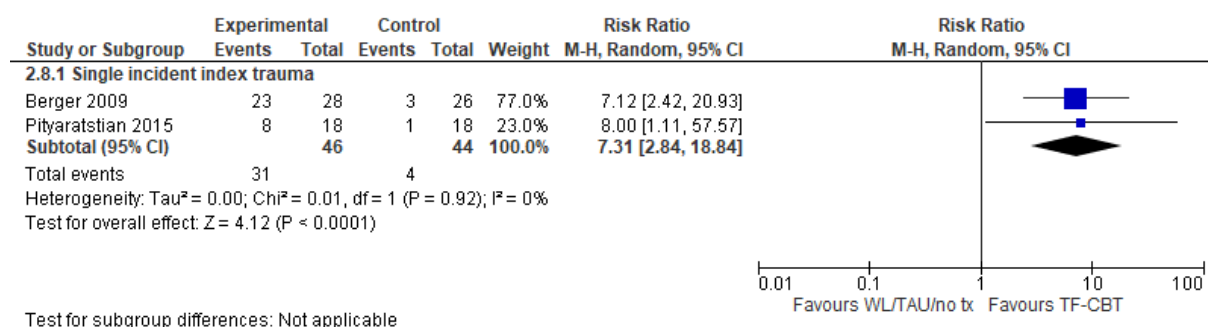 Experimental Control Risk Ratio Risk Ratio
Study or Subgroup Events Total Events Total Weight M-H, Random, 95% CI M-H, Random, 95% CI
2.8.1 Single incident index trauma
Berger 2009 23 28 3 26 77.0% 7.12 [2.42, 20.93]
Pityaratstian 2015 8 18 1 18 23.0% 8.00 [1.11, 57.57]
Subtotal (95% CI) 46 44 100.0% 7.31 [2.84, 18.84]
Total events 31 4
Heterogeneity: Tau² = 0.00; Chi² = 0.01, df = 1 (P = 0.92); I² = 0%
Test for overall effect: Z = 4.12 (P < 0.0001)
0.01 0.1 1 10 100
Favours WL/TAU/no tx Favours TF-CBT
Test for subgroup differences: Not applicable